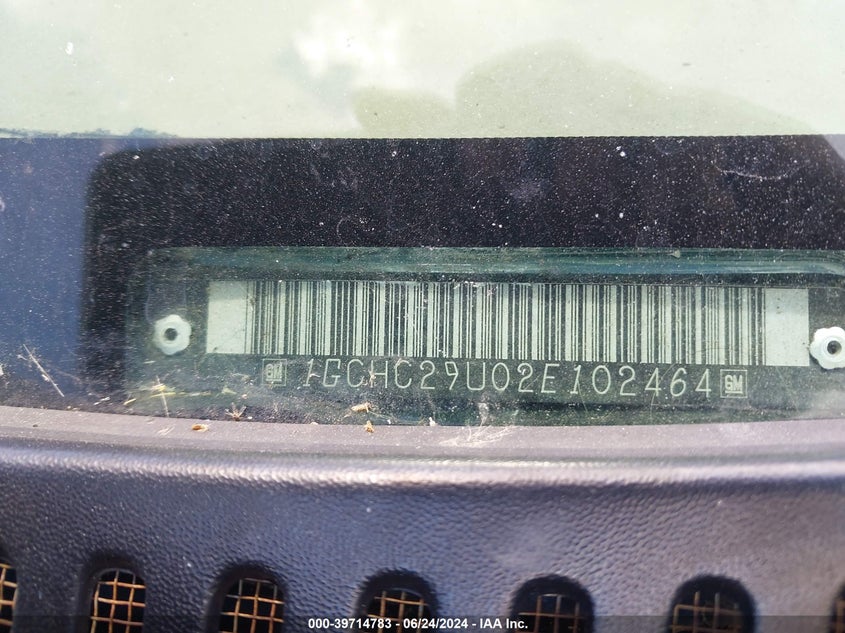 GM 1GCHC29U02E102464 GM
000-39714783 / 06/24/2024 - IAA Inc.